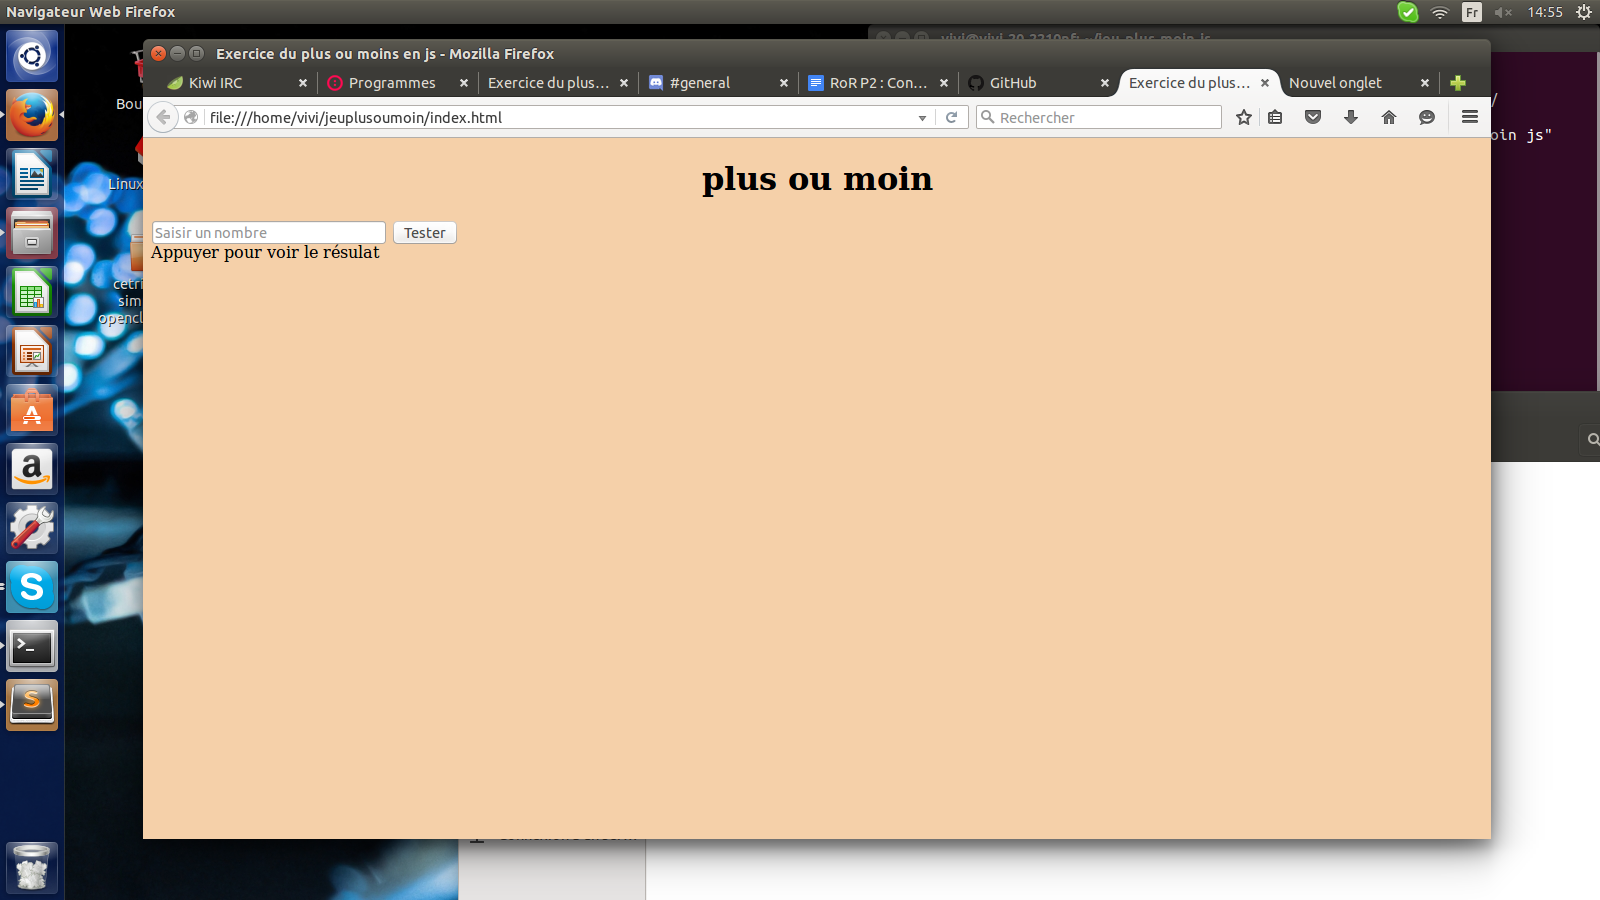 Navigateur Web Firefox
Fr
14:55
Exercice du plus ou moins en js - Mozilla Firefox
Kiwi IRC
Programmes
Exercice du plus...
#general
RoR P2 : Con...
GitHub
Exercice du plus...
Nouvel onglet
file:///home/vivi/jeuplusoumoin/index.html
Rechercher
plus ou moin
Saisir un nombre
Tester
Appuyer pour voir le résulat
Bou
Linux
cetri
sim
opencl
/
oin js"